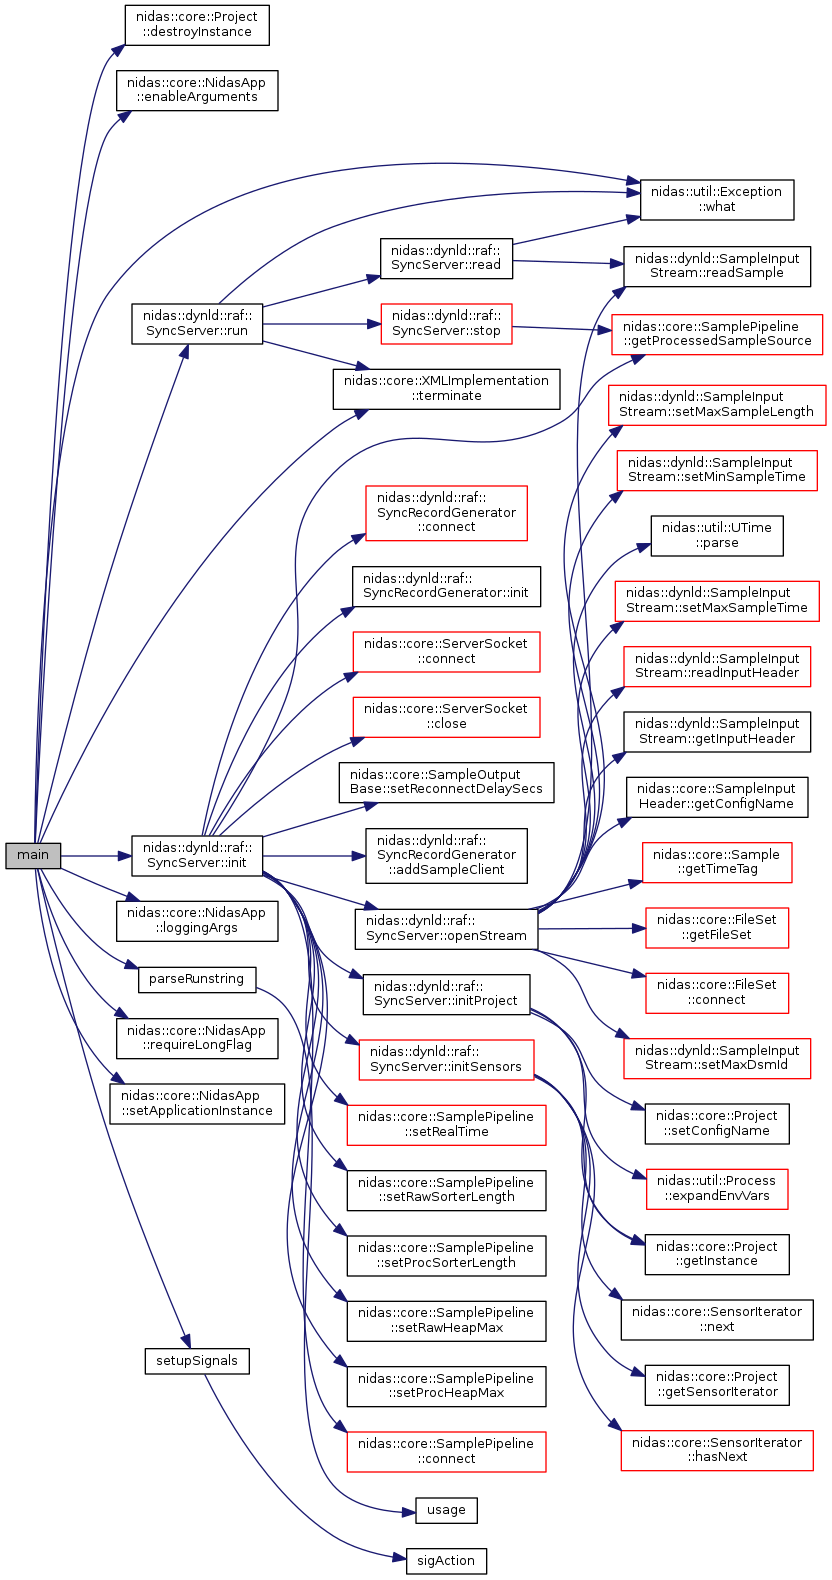 nidas::core::Project
::destroyInstance
nidas::core::NidasApp
::enableArguments
nidas::util::Exception
::what
nidas::dynld::raf::
SyncServer::read
nidas::dynld::SampleInput
Stream::readSample
nidas::dynld::raf::
SyncServer::run
nidas::dynld::raf::
SyncServer::stop
nidas::core::SamplePipeline
::getProcessedSampleSource
nidas::core::XMLImplementation
::terminate
nidas::dynld::SampleInput
Stream::setMaxSampleLength
nidas::dynld::SampleInput
Stream::setMinSampleTime
nidas::dynld::raf::
SyncRecordGenerator
::connect
nidas::util::UTime
::parse
nidas::dynld::raf::
SyncRecordGenerator::init
nidas::dynld::SampleInput
Stream::setMaxSampleTime
nidas::core::ServerSocket
::connect
nidas::dynld::SampleInput
Stream::readInputHeader
nidas::core::ServerSocket
::close
nidas::dynld::SampleInput
Stream::getInputHeader
nidas::core::SampleOutput
Base::setReconnectDelaySecs
nidas::core::SampleInput
Header::getConfigName
main
nidas::dynld::raf::
SyncServer::init
nidas::dynld::raf::
SyncRecordGenerator
::addSampleClient
nidas::core::Sample
::getTimeTag
nidas::core::NidasApp
::loggingArgs
nidas::dynld::raf::
SyncServer::openStream
nidas::core::FileSet
::getFileSet
parseRunstring
nidas::dynld::raf::
SyncServer::initProject
nidas::core::FileSet
::connect
nidas::core::NidasApp
::requireLongFlag
nidas::dynld::raf::
SyncServer::initSensors
nidas::dynld::SampleInput
Stream::setMaxDsmId
nidas::core::NidasApp
::setApplicationInstance
nidas::core::SamplePipeline
::setRealTime
nidas::core::Project
::setConfigName
nidas::core::SamplePipeline
::setRawSorterLength
nidas::util::Process
::expandEnvVars
nidas::core::SamplePipeline
::setProcSorterLength
nidas::core::Project
::getInstance
nidas::core::SamplePipeline
::setRawHeapMax
nidas::core::SensorIterator
::next
setupSignals
nidas::core::SamplePipeline
::setProcHeapMax
nidas::core::Project
::getSensorIterator
nidas::core::SamplePipeline
::connect
nidas::core::SensorIterator
::hasNext
usage
sigAction